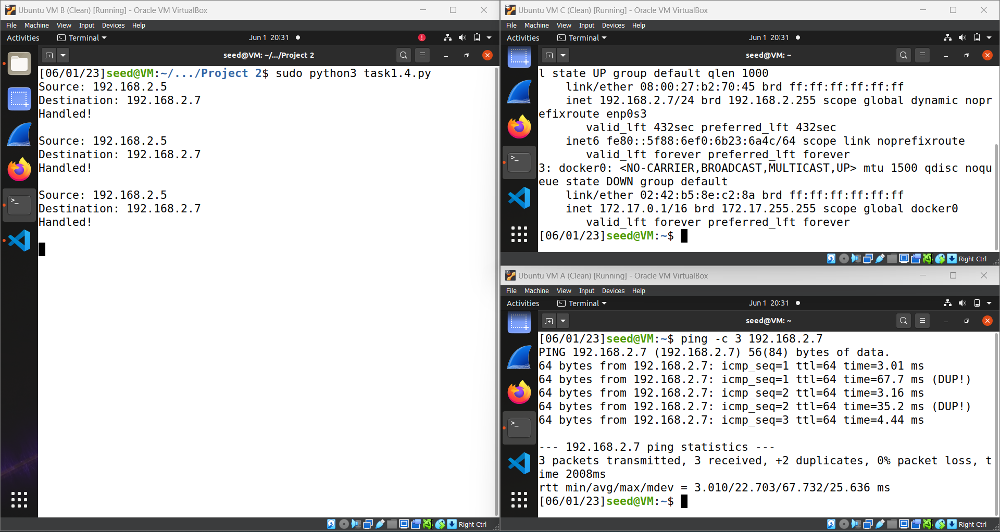 Ubuntu VM B (Clean) [Running] - Oracle VM VirtualBox
File Machine View Input Devices Help
Activities Terminal Jun 1 20:31
seed@VM: ~/.../Project 2
[06/01/23]seed@VM:~/.../Project 2$ sudo python3 task1.4.py
Source: 192.168.2.5
Destination: 192.168.2.7
Handled!
Source: 192.168.2.5
Destination: 192.168.2.7
Handled!
Source: 192.168.2.5
Destination: 192.168.2.7
Handled!
Right Ctrl
Ubuntu VM C (Clean) [Running] - Oracle VM VirtualBox
File Machine View Input Devices Help
Activities Terminal Jun 1 20:31
seed@VM: ~
l state UP group default qlen 1000
link/ether 08:00:27:b2:70:45 brd ff:ff:ff:ff:ff:ff
inet 192.168.2.7/24 brd 192.168.2.255 scope global dynamic nopr
efixroute enp0s3
valid_lft 432sec preferred_lft 432sec
inet6 fe80::5f88:6ef0:6b23:6a4c/64 scope link noprefixroute
valid_lft forever preferred_lft forever
3: docker0: <NO-CARRIER,BROADCAST,MULTICAST,UP> mtu 1500 qdisc noqu
eue state DOWN group default
link/ether 02:42:b5:8e:c2:8a brd ff:ff:ff:ff:ff:ff
inet 172.17.0.1/16 brd 172.17.255.255 scope global docker0
valid_lft forever preferred_lft forever
[06/01/23]seed@VM:~$
Right Ctrl
Ubuntu VM A (Clean) [Running] - Oracle VM VirtualBox
File Machine View Input Devices Help
Activities Terminal Jun 1 20:31
seed@VM: ~
[06/01/23]seed@VM:~$ ping -c 3 192.168.2.7
PING 192.168.2.7 (192.168.2.7) 56(84) bytes of data.
64 bytes from 192.168.2.7: icmp_seq=1 ttl=64 time=3.01 ms
64 bytes from 192.168.2.7: icmp_seq=1 ttl=64 time=67.7 ms (DUP!)
64 bytes from 192.168.2.7: icmp_seq=2 ttl=64 time=3.16 ms
64 bytes from 192.168.2.7: icmp_seq=2 ttl=64 time=35.2 ms (DUP!)
64 bytes from 192.168.2.7: icmp_seq=3 ttl=64 time=4.44 ms
--- 192.168.2.7 ping statistics ---
3 packets transmitted, 3 received, +2 duplicates, 0% packet loss, t
ime 2008ms
rtt min/avg/max/mdev = 3.010/22.703/67.732/25.636 ms
[06/01/23]seed@VM:~$
Right Ctrl